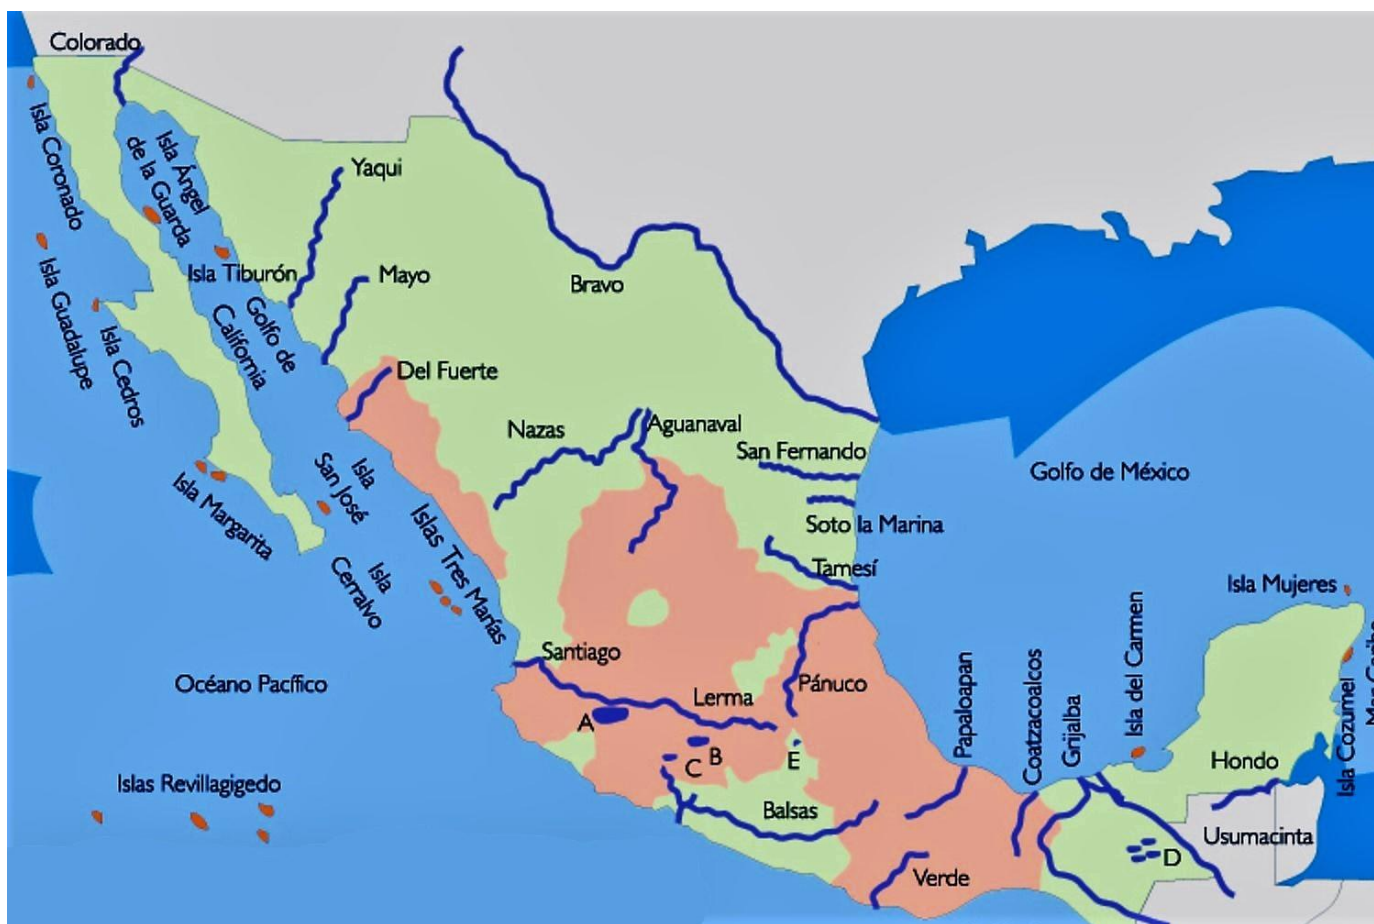 Colorado
Isla Coronado
Isla Ángel
de la Guarda
Yaqui
Isla Tiburón
Mayo
Isla Guadalupe
Golfo de
California
Bravo
Isla Cedros
Del Fuerte
Nazas
Aguanaval
San Fernando
Golfo de México
Isla Margarita
Isla
San José
Islas Tres Marías
Soto la Marina
Tamesí
Isla
Cerralvo
Isla Mujeres
Santiago
Océano Pacífico
Lerma
Pánuco
Papaloapan
Coatzacoalcos
Grijalba
Isla del Carmen
Isla Cozumel
Mar Caribe
A
B
C
E
Hondo
Islas Revillagigedo
Balsas
Usumacinta
D
Verde